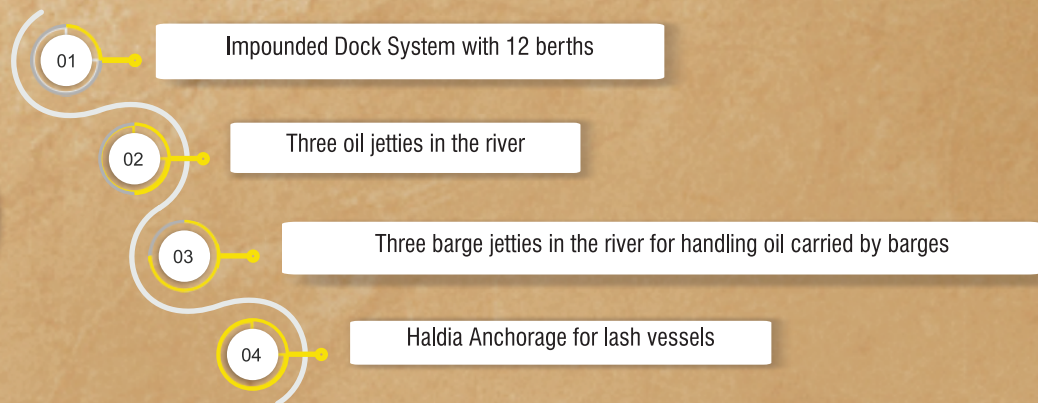 01
Impounded Dock System with 12 berths
02
Three oil jetties in the river
03
Three barge jetties in the river for handling oil carried by barges
04
Haldia Anchorage for lash vessels